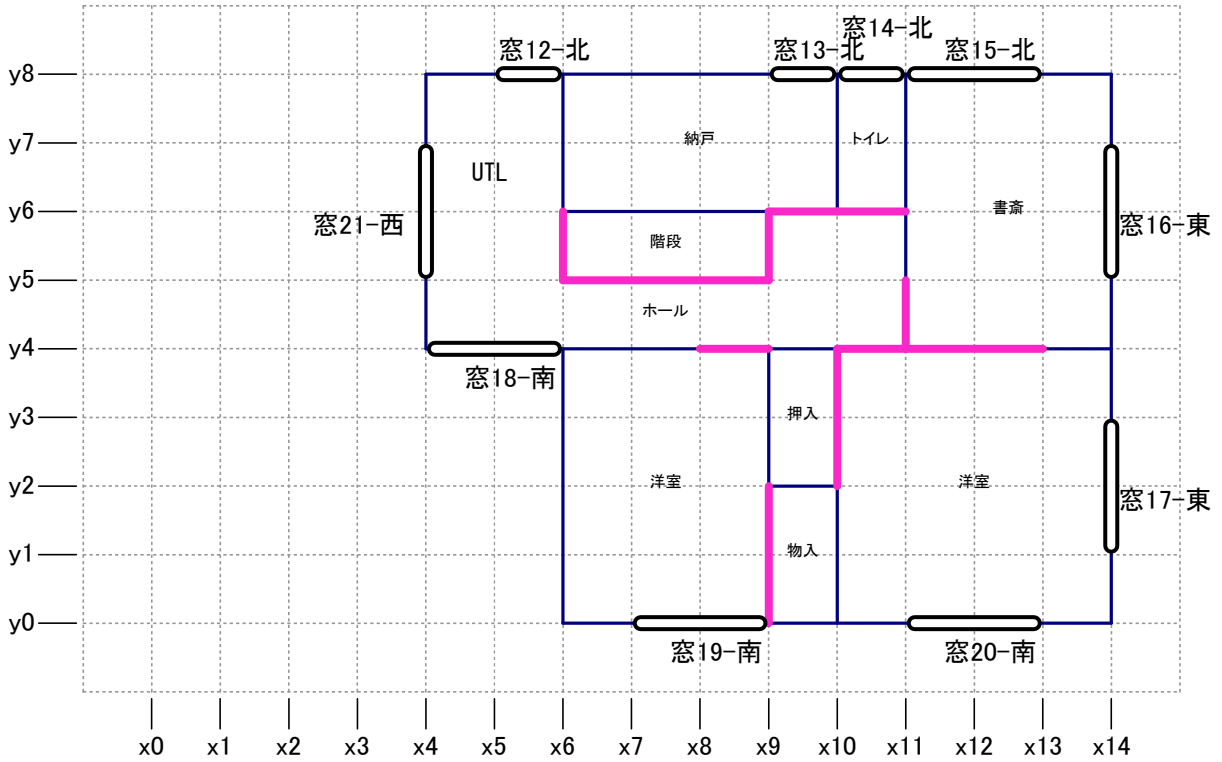 窓14-北
窓12-北
窓13-北
窓15-北
y8
y7
納戸
トイレ
UTL
y6
窓21-西
書斎
窓16-東
階段
y5
ホール
y4
窓18-南
y3
押入
y2
洋室
洋室
窓17-東
y1
物入
y0
窓19-南
窓20-南
x0
x1
x2
x3
x4
x5
x6
x7
x8
x9
x10
x11
x12
x13
x14